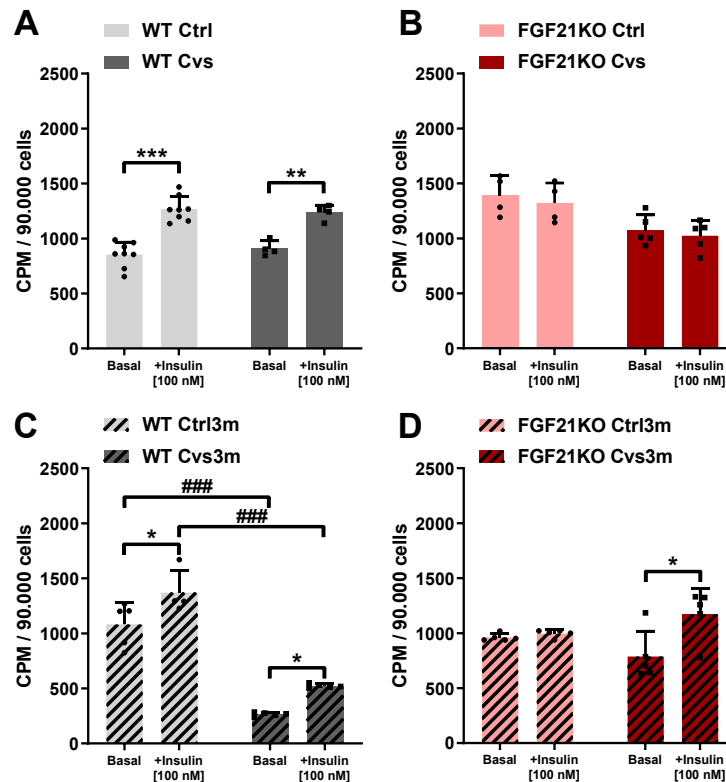 A
WT Ctrl
WT Cvs
CPM / 90.000 cells
2500
2000
1500
1000
500
0
***
**
Basal
+Insulin
[100 nM]
Basal
+Insulin
[100 nM]
B
FGF21KO Ctrl
FGF21KO Cvs
CPM / 90.000 cells
2500
2000
1500
1000
500
0
Basal
+Insulin
[100 nM]
Basal
+Insulin
[100 nM]
C
WT Ctrl3m
WT Cvs3m
CPM / 90.000 cells
2500
2000
1500
1000
500
0
###
###
*
*
Basal
+Insulin
[100 nM]
Basal
+Insulin
[100 nM]
D
FGF21KO Ctrl3m
FGF21KO Cvs3m
CPM / 90.000 cells
2500
2000
1500
1000
500
0
*
Basal
+Insulin
[100 nM]
Basal
+Insulin
[100 nM]